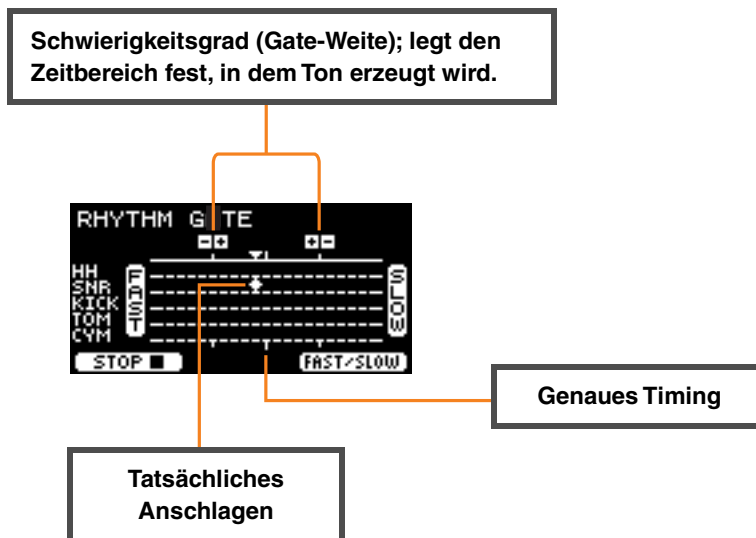 Schwierigkeitsgrad (Gate-Weite); legt den
Zeitbereich fest, in dem Ton erzeugt wird.
RHYTHM G TE
HH
SNR
KICK
TOM
CYM
FAST
SLOW
STOP
FAST/SLOW
Genaues Timing
Tatsächliches
Anschlagen